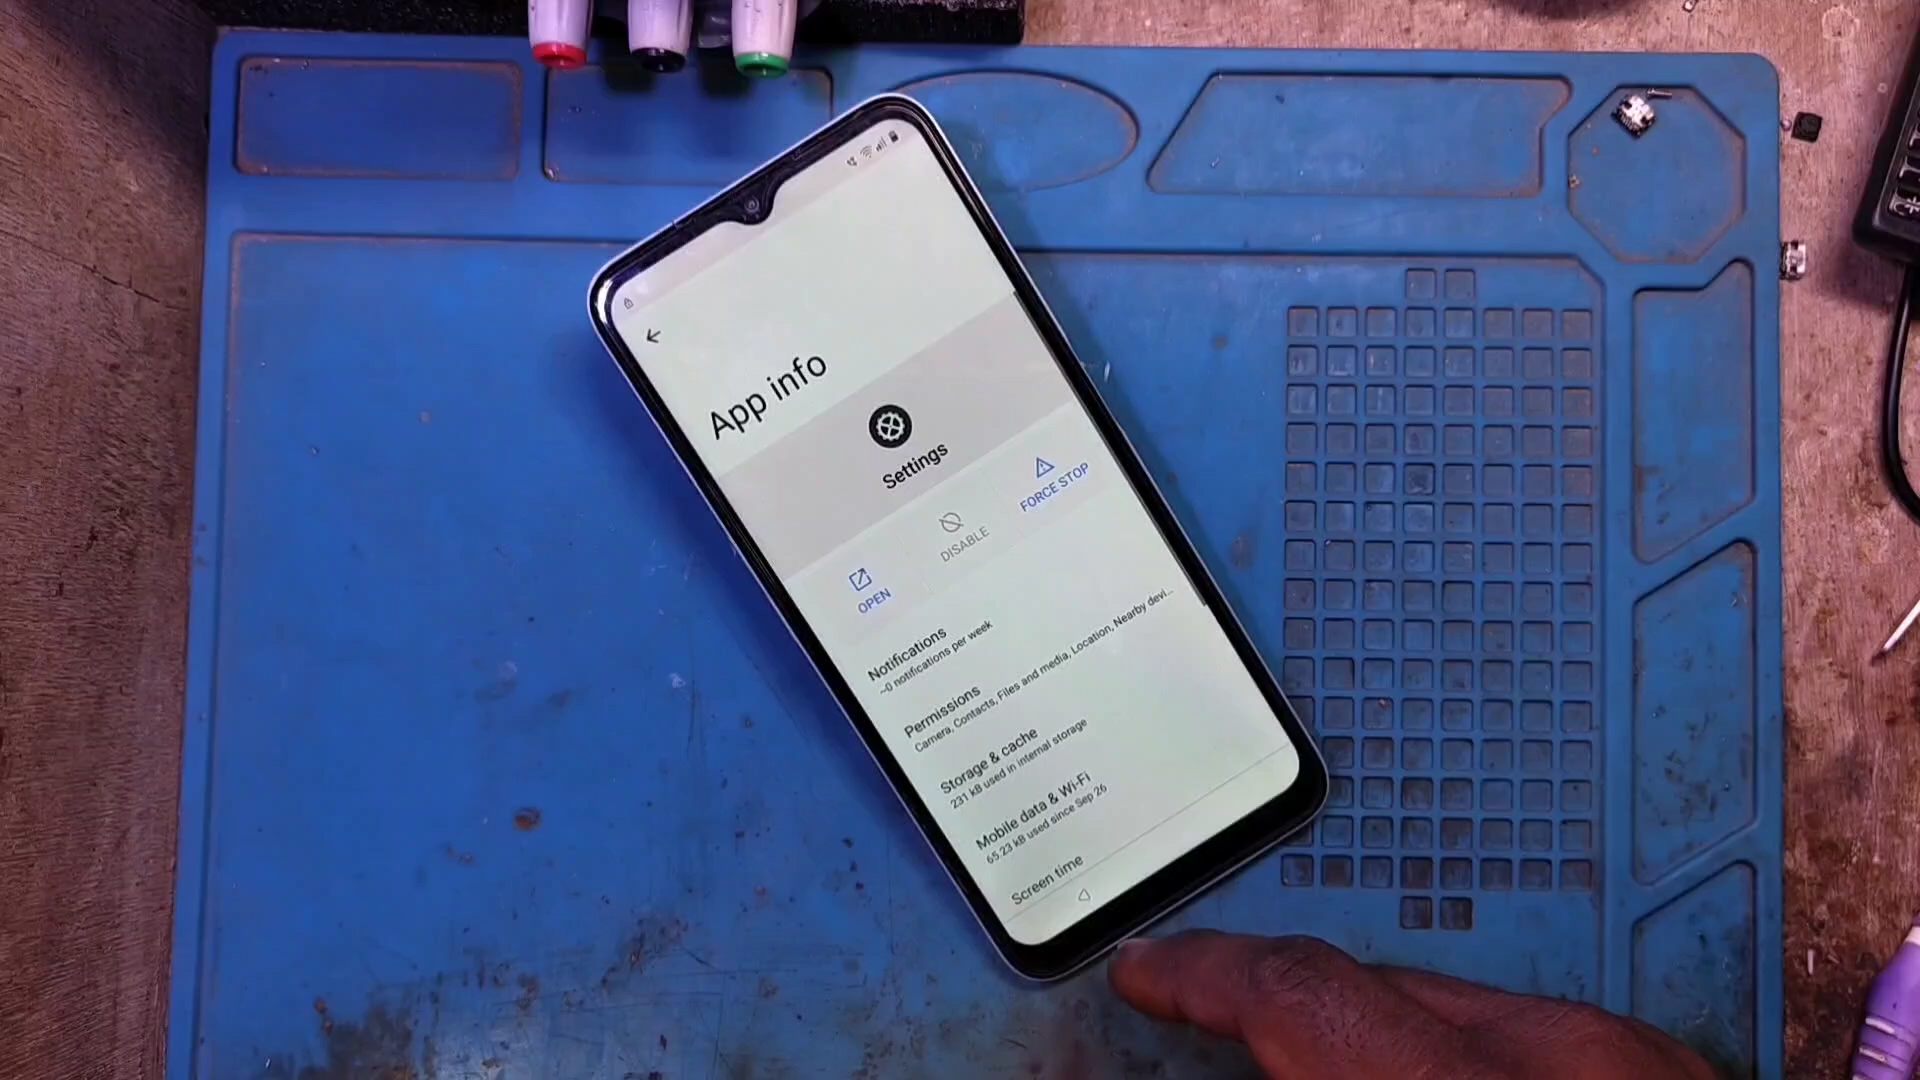 App info
Settings
OPEN
DISABLE
FORCE STOP
Notifications
~0 notifications per week
Permissions
Camera, Contacts, Files and media, Location, Nearby devi...
Storage & cache
231 kB used in internal storage
Mobile data & Wi-Fi
65.23 kB used since Sep 26
Screen time